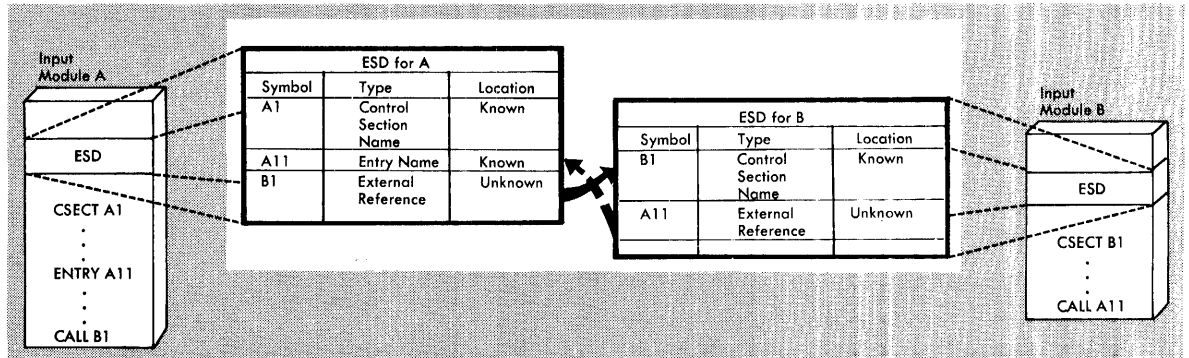 Input
Module A
ESD
CSECT A1
ENTRY A11
CALL B1
ESD for A
Symbol Type Location
A1 Control Known
Section
Name
A11 Entry Name Known
B1 External Unknown
Reference
ESD for B
Symbol Type Location
B1 Control Known
Section
Name
A11 External Unknown
Reference
Input
Module B
ESD
CSECT B1
CALL A11